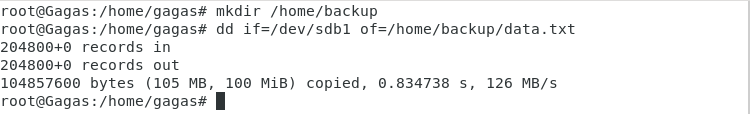 root@Gagas:/home/gagas# mkdir /home/backup
root@Gagas:/home/gagas# dd if=/dev/sdb1 of=/home/backup/data.txt
204800+0 records in
204800+0 records out
104857600 bytes (105 MB, 100 MiB) copied, 0.834738 s, 126 MB/s
root@Gagas:/home/gagas#